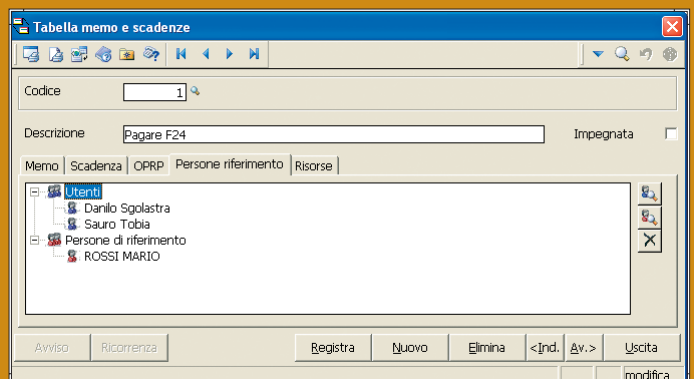 Tabella memo e scadenze
Codice 1
Descrizione Pagare F24 Impegnata
Memo Scadenza OPRP Persone riferimento Risorse
Utenti
Danilo Sgolastra
Sauro Tobia
Persone di riferimento
ROSSI MARIO
Avviso Ricorrenza Registra Nuovo Elimina <Ind. Av.> Uscita
modifica